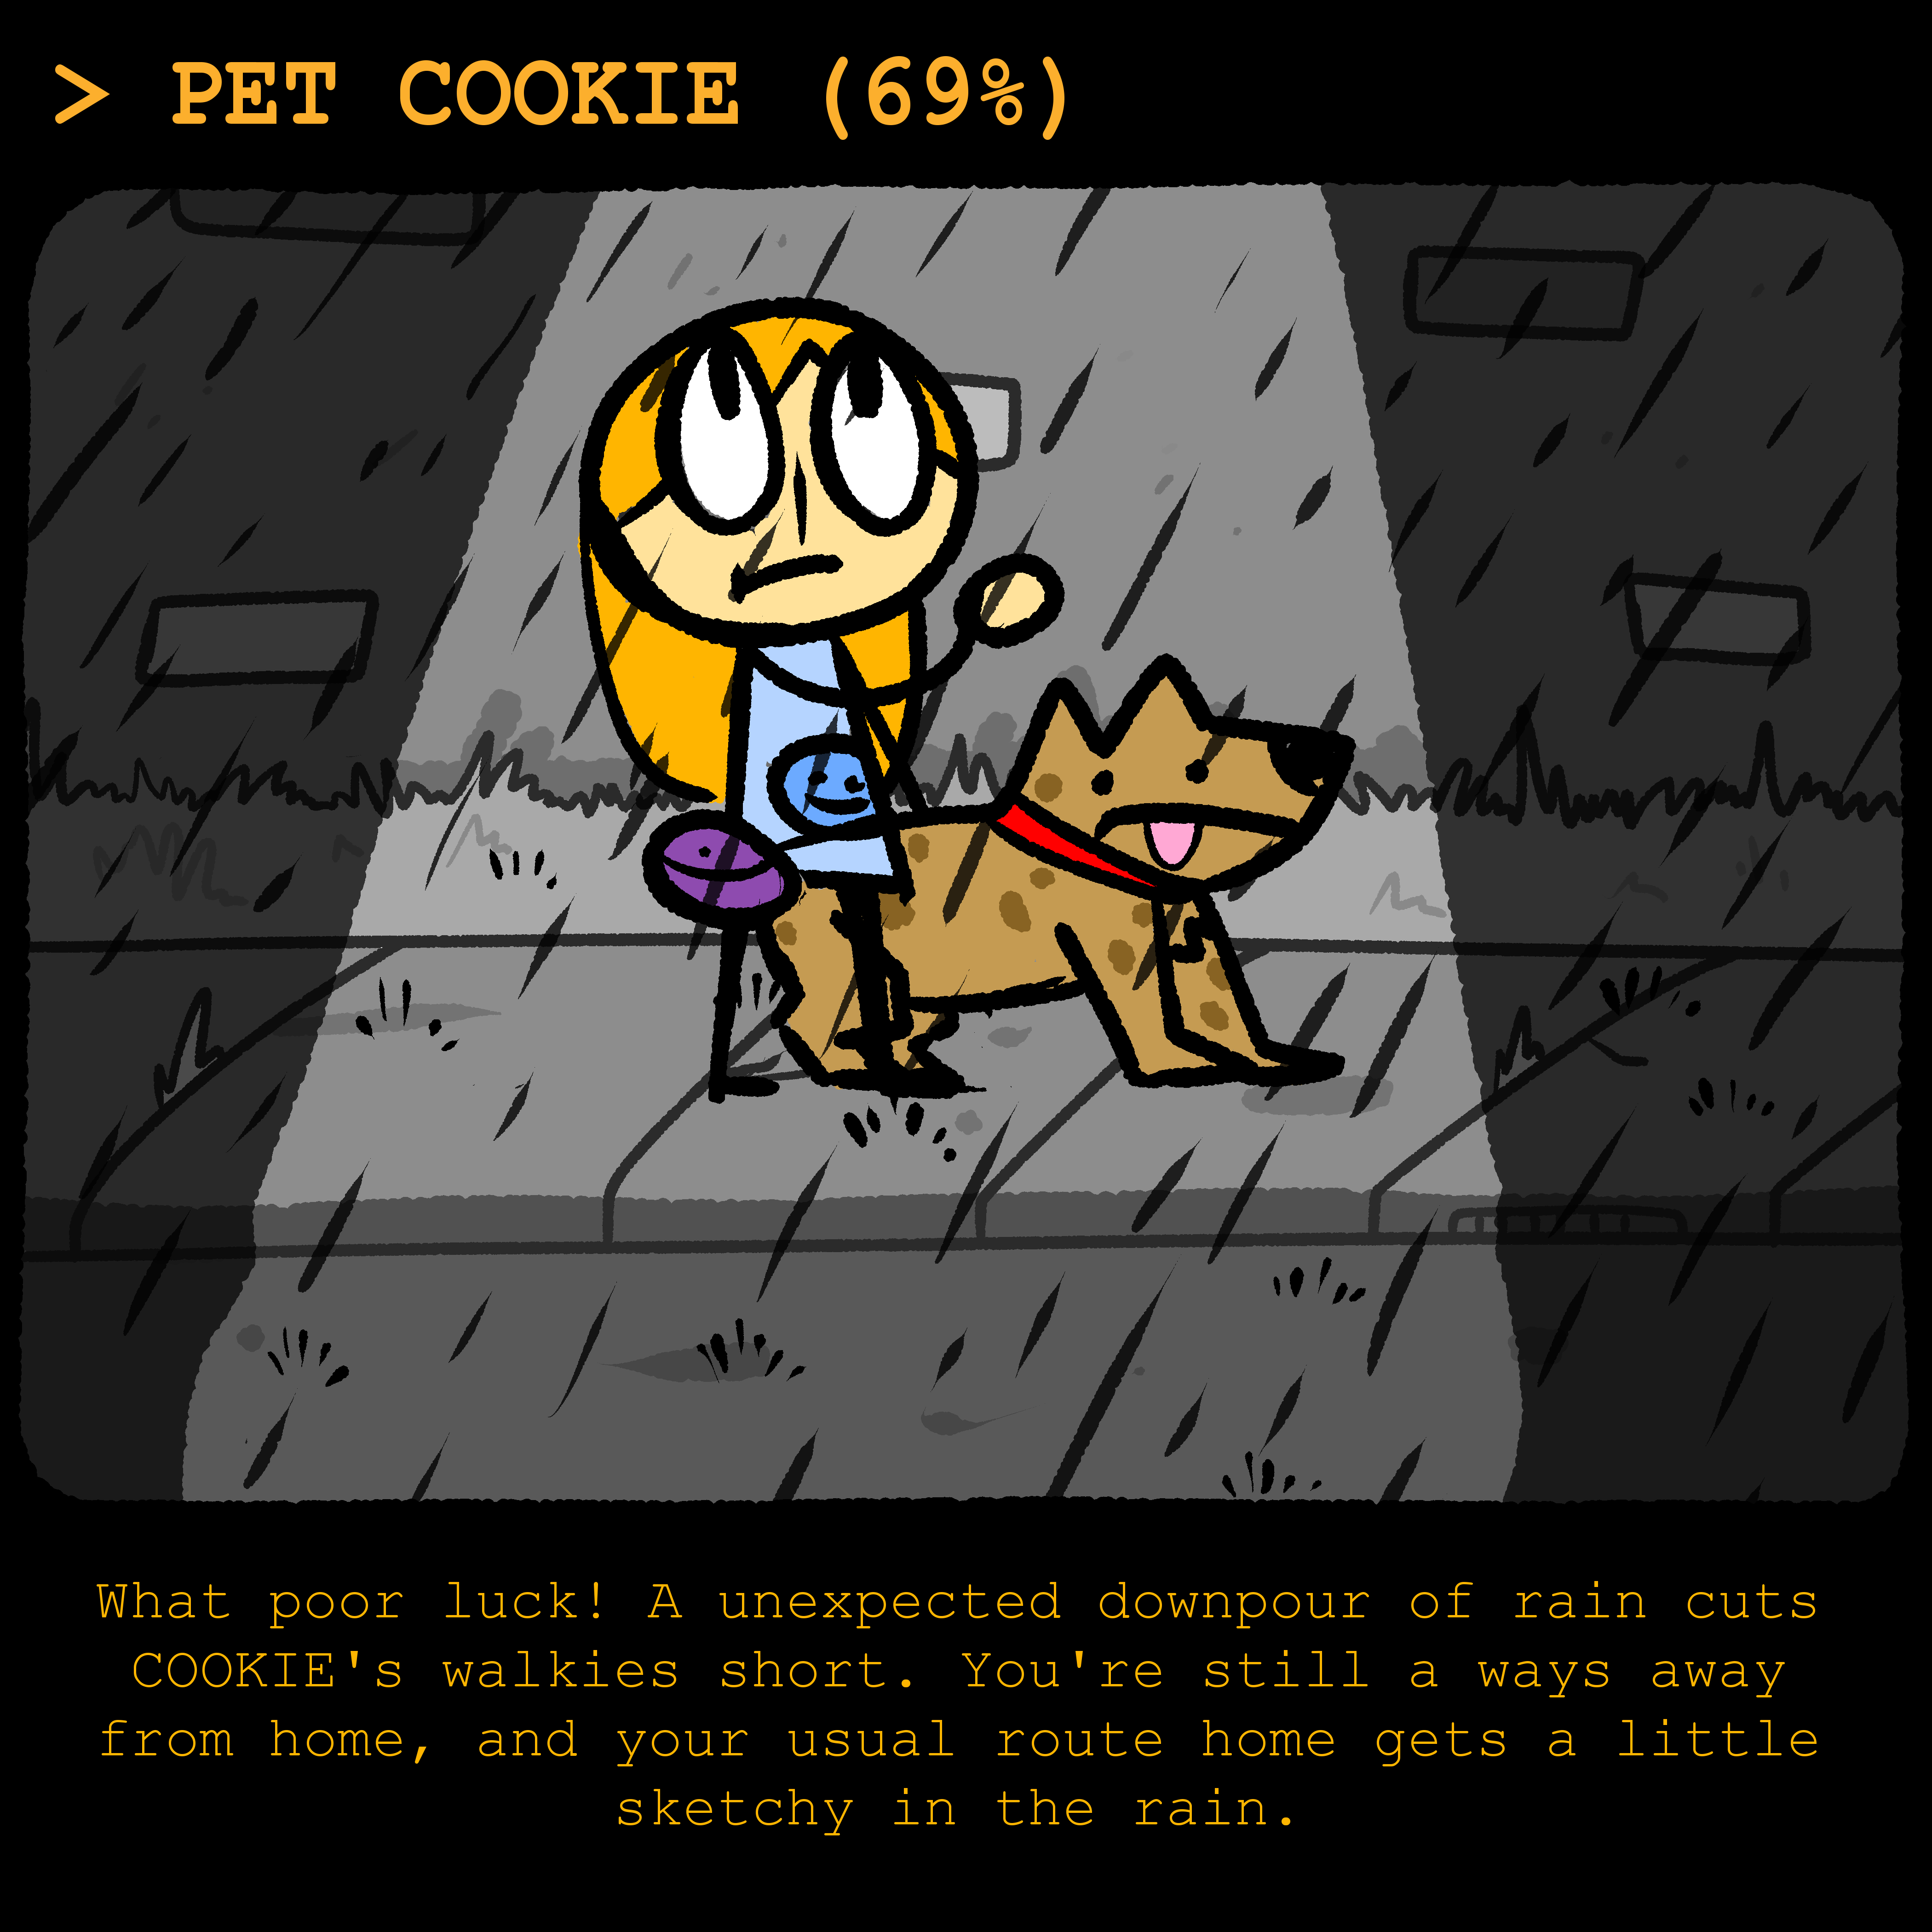 > PET COOKIE (69%)
What poor luck! A unexpected downpour of rain cuts
COOKIE's walkies short. You're still a ways away
from home, and your usual route home gets a little
sketchy in the rain.